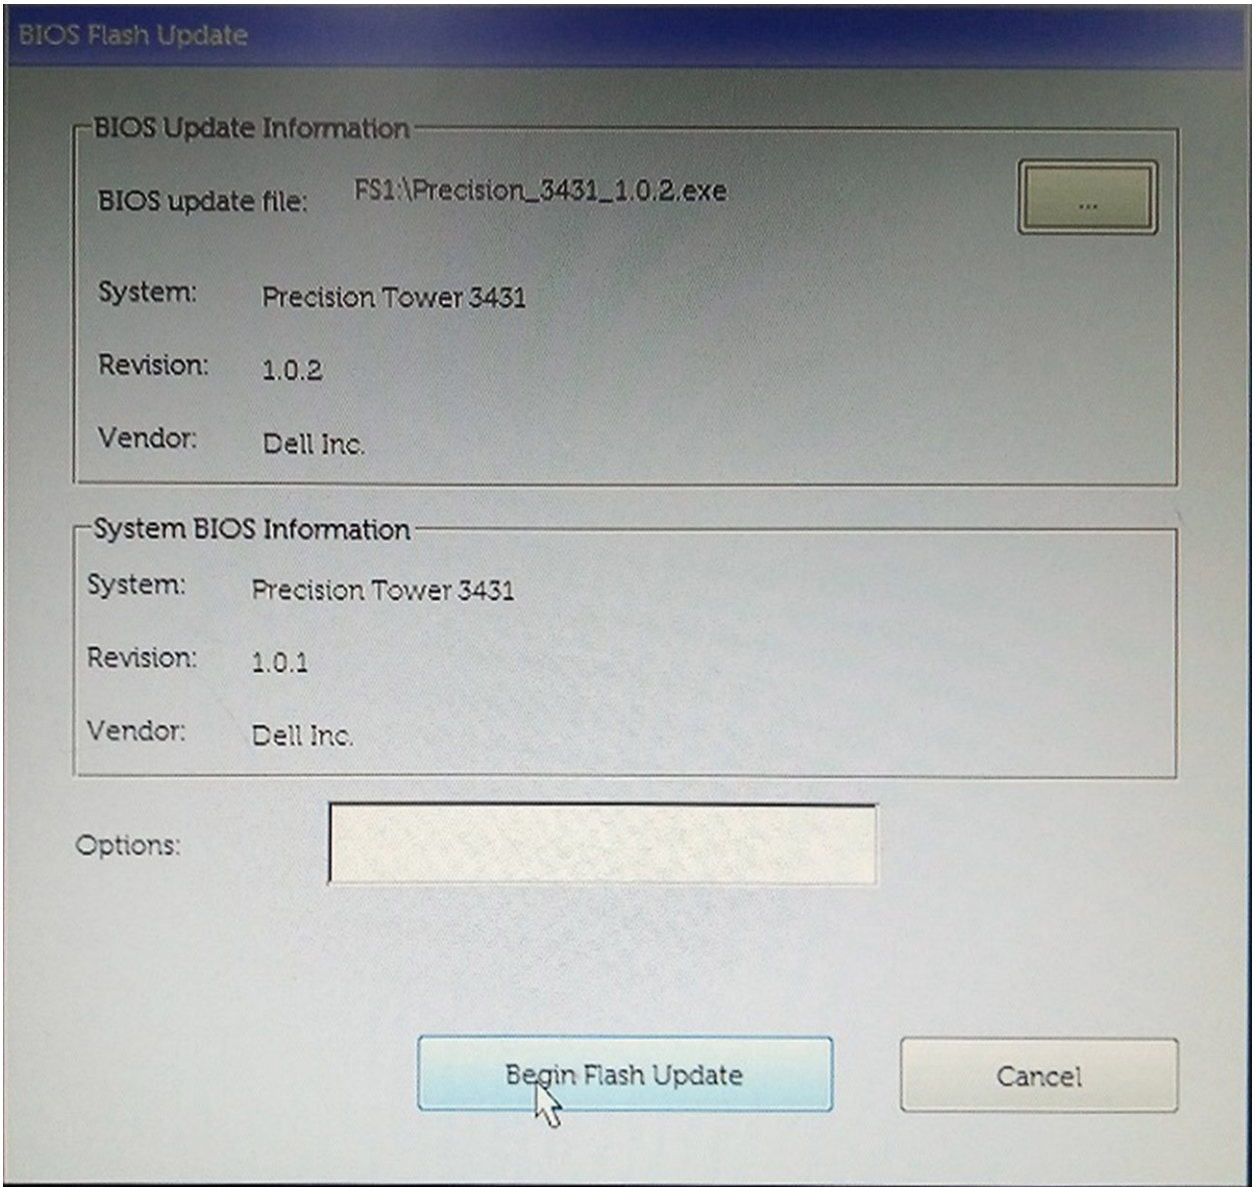 BIOS Flash Update
BIOS Update Information
BIOS update file: FS1:\Precision_3431_1.0.2.exe
...
System: Precision Tower 3431
Revision: 1.0.2
Vendor: Dell Inc.
System BIOS Information
System: Precision Tower 3431
Revision: 1.0.1
Vendor: Dell Inc.
Options:
Begin Flash Update
Cancel